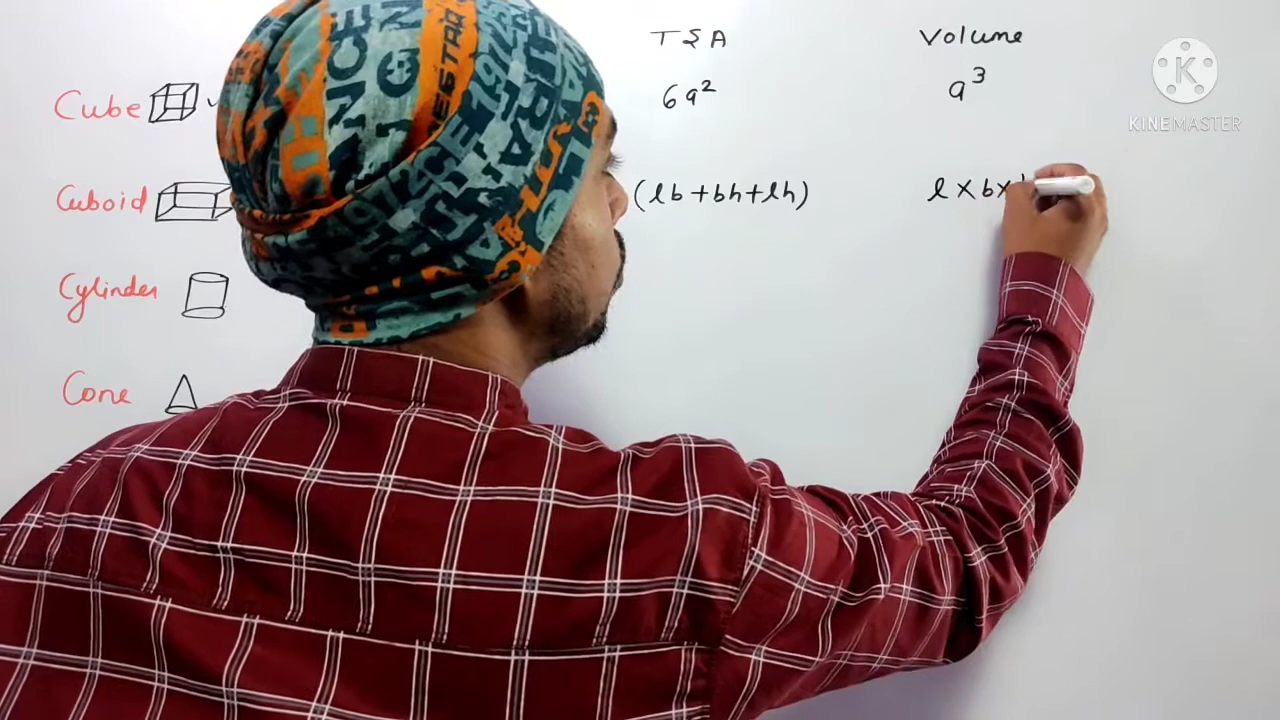 TSA Volume
Cube 6a² a³
Cuboid (lb+bh+lh) l×b×
Cylinder
Cone
KINEMASTER